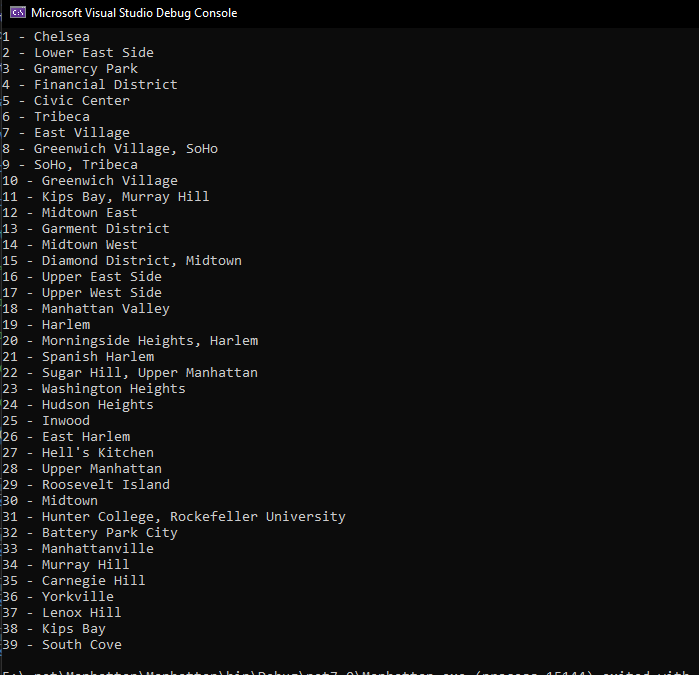 Microsoft Visual Studio Debug Console
1 - Chelsea
2 - Lower East Side
3 - Gramercy Park
4 - Financial District
5 - Civic Center
6 - Tribeca
7 - East Village
8 - Greenwich Village, SoHo
9 - SoHo, Tribeca
10 - Greenwich Village
11 - Kips Bay, Murray Hill
12 - Midtown East
13 - Garment District
14 - Midtown West
15 - Diamond District, Midtown
16 - Upper East Side
17 - Upper West Side
18 - Manhattan Valley
19 - Harlem
20 - Morningside Heights, Harlem
21 - Spanish Harlem
22 - Sugar Hill, Upper Manhattan
23 - Washington Heights
24 - Hudson Heights
25 - Inwood
26 - East Harlem
27 - Hell's Kitchen
28 - Upper Manhattan
29 - Roosevelt Island
30 - Midtown
31 - Hunter College, Rockefeller University
32 - Battery Park City
33 - Manhattanville
34 - Murray Hill
35 - Carnegie Hill
36 - Yorkville
37 - Lenox Hill
38 - Kips Bay
39 - South Cove